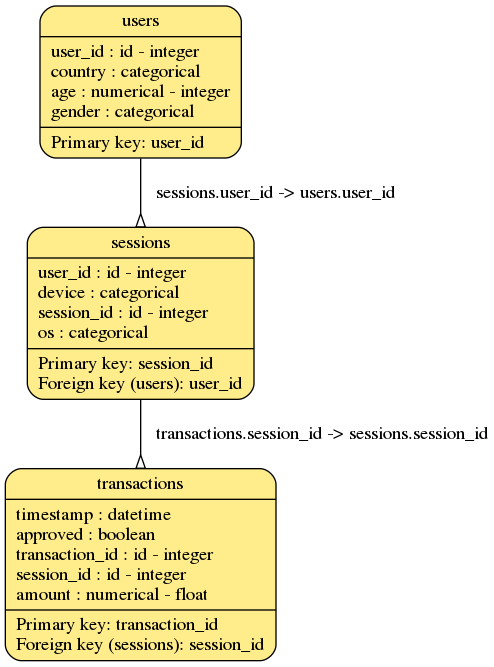 users
user_id : id - integer
country : categorical
age : numerical - integer
gender : categorical
Primary key: user_id
sessions.user_id -> users.user_id
sessions
user_id : id - integer
device : categorical
session_id : id - integer
os : categorical
Primary key: session_id
Foreign key (users): user_id
transactions.session_id -> sessions.session_id
transactions
timestamp : datetime
approved : boolean
transaction_id : id - integer
session_id : id - integer
amount : numerical - float
Primary key: transaction_id
Foreign key (sessions): session_id